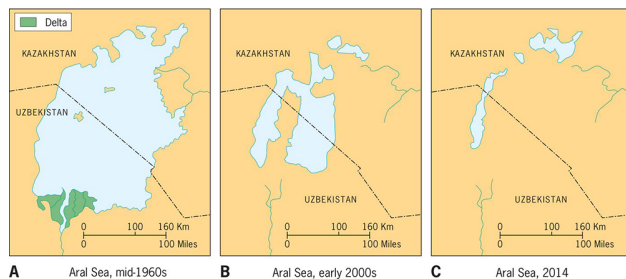 Delta
KAZAKHSTAN
UZBEKISTAN
0 100 160 KM
0 100 Miles
A Aral Sea, mid-1960s
KAZAKHSTAN
UZBEKISTAN
0 100 160 Km
0 100 Miles
B Aral Sea, early 2000s
KAZAKHSTAN
UZBEKISTAN
0 100 160 Km
0 100 Miles
C Aral Sea, 2014